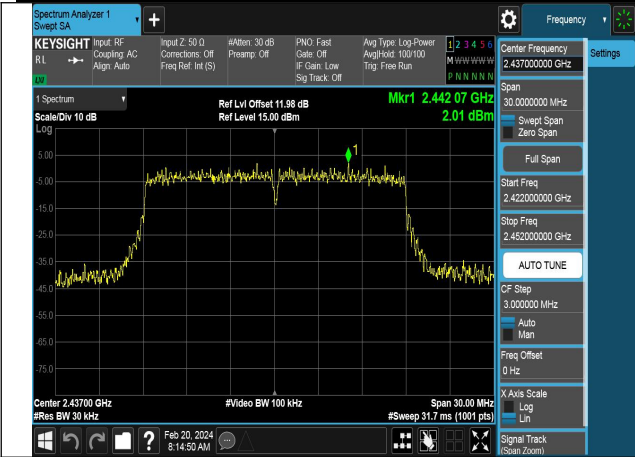 Spectrum Analyzer 1
Swept SA
+
Frequency
KEYSIGHT
RL
Input: RF
Coupling: AC
Align: Auto
Input Z: 50 Ω
Corrections: Off
Freq Ref: Int (S)
#Atten: 30 dB
Preamp: Off
PNO: Fast
Gate: Off
IF Gain: Low
Sig Track: Off
Avg Type: Log-Power
Avg|Hold: 100/100
Trig: Free Run
1 2 3 4 5 6
M W W W W W
P N N N N N
Center Frequency
2.437000000 GHz
Settings
Span
30.0000000 MHz
Swept Span
Zero Span
Full Span
Start Freq
2.422000000 GHz
Stop Freq
2.452000000 GHz
AUTO TUNE
CF Step
3.000000 MHz
Auto
Man
Freq Offset
0 Hz
X Axis Scale
Log
Lin
Signal Track
(Span Zoom)
1 Spectrum
Scale/Div 10 dB
Log
Ref Lvl Offset 11.98 dB
Ref Level 15.00 dBm
Mkr1 2.442 07 GHz
2.01 dBm
1
5.00
-5.00
-15.0
-25.0
-35.0
-45.0
-55.0
-65.0
-75.0
Center 2.43700 GHz
#Res BW 30 kHz
#Video BW 100 kHz
Span 30.00 MHz
#Sweep 31.7 ms (1001 pts)
?
Feb 20, 2024
8:14:50 AM